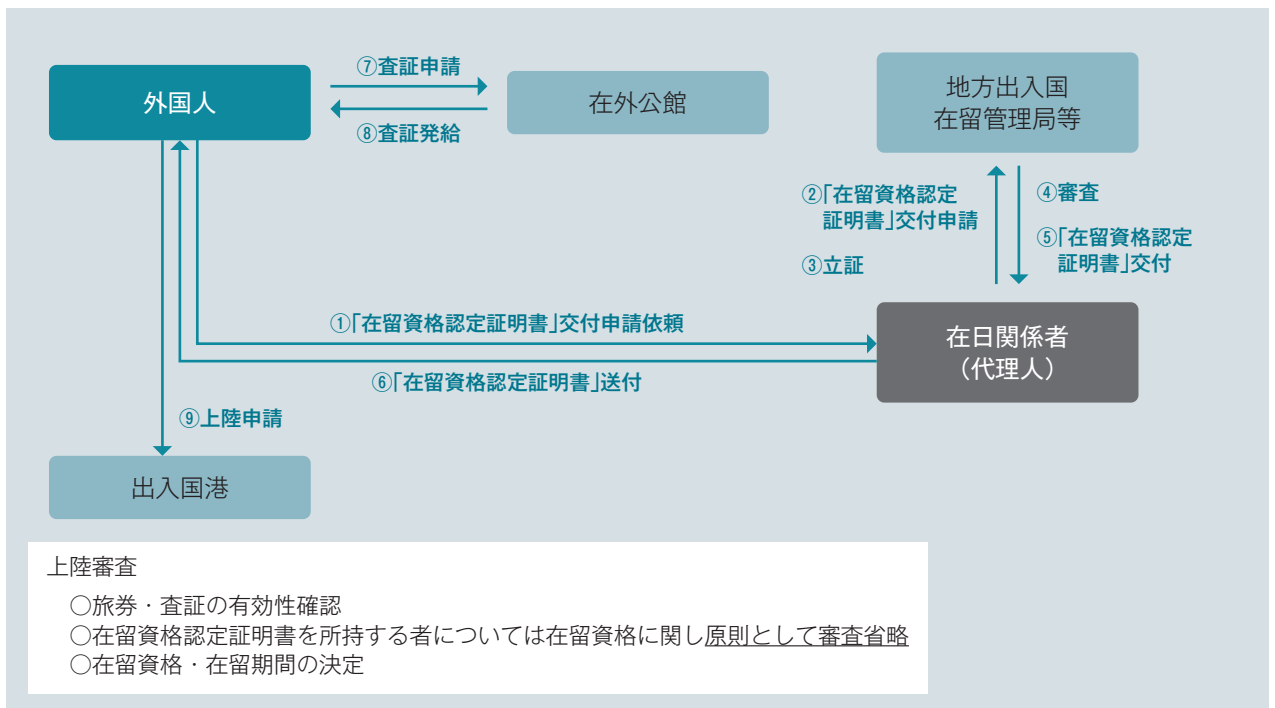 外国人
⑦査証申請
⑧査証発給
在外公館
地方出入国
在留管理局等
②「在留資格認定
証明書」交付申請
③立証
④審査
⑤「在留資格認定
証明書」交付
①「在留資格認定証明書」交付申請依頼
⑥「在留資格認定証明書」送付
在日関係者
（代理人）
⑨上陸申請
出入国港
上陸審査
○旅券・査証の有効性確認
○在留資格認定証明書を所持する者については在留資格に関し原則として審査省略
○在留資格・在留期間の決定